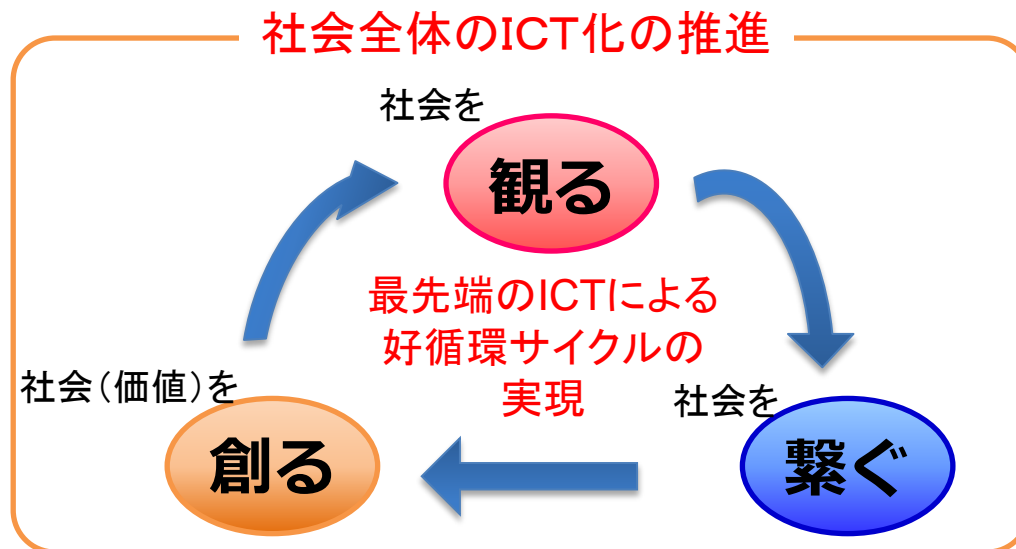 社会全体のICT化の推進
社会を
観る
最先端のICTによる
好循環サイクルの
実現
社会を
繋ぐ
社会(価値)を
創る